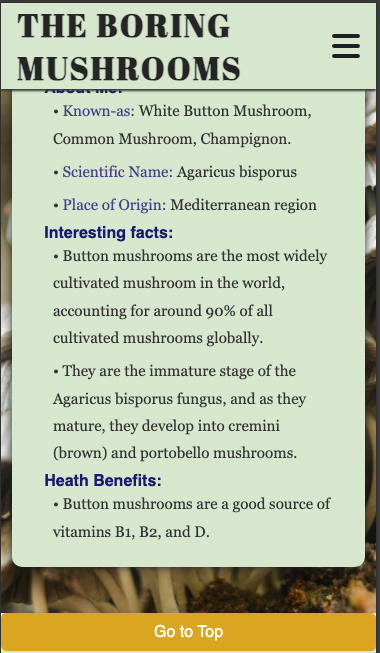 THE BORING
MUSHROOMS
About Me:
• Known-as: White Button Mushroom,
Common Mushroom, Champignon.
• Scientific Name: Agaricus bisporus
• Place of Origin: Mediterranean region
Interesting facts:
• Button mushrooms are the most widely
cultivated mushroom in the world,
accounting for around 90% of all
cultivated mushrooms globally.
• They are the immature stage of the
Agaricus bisporus fungus, and as they
mature, they develop into cremini
(brown) and portobello mushrooms.
Heath Benefits:
• Button mushrooms are a good source of
vitamins B1, B2, and D.
Go to Top